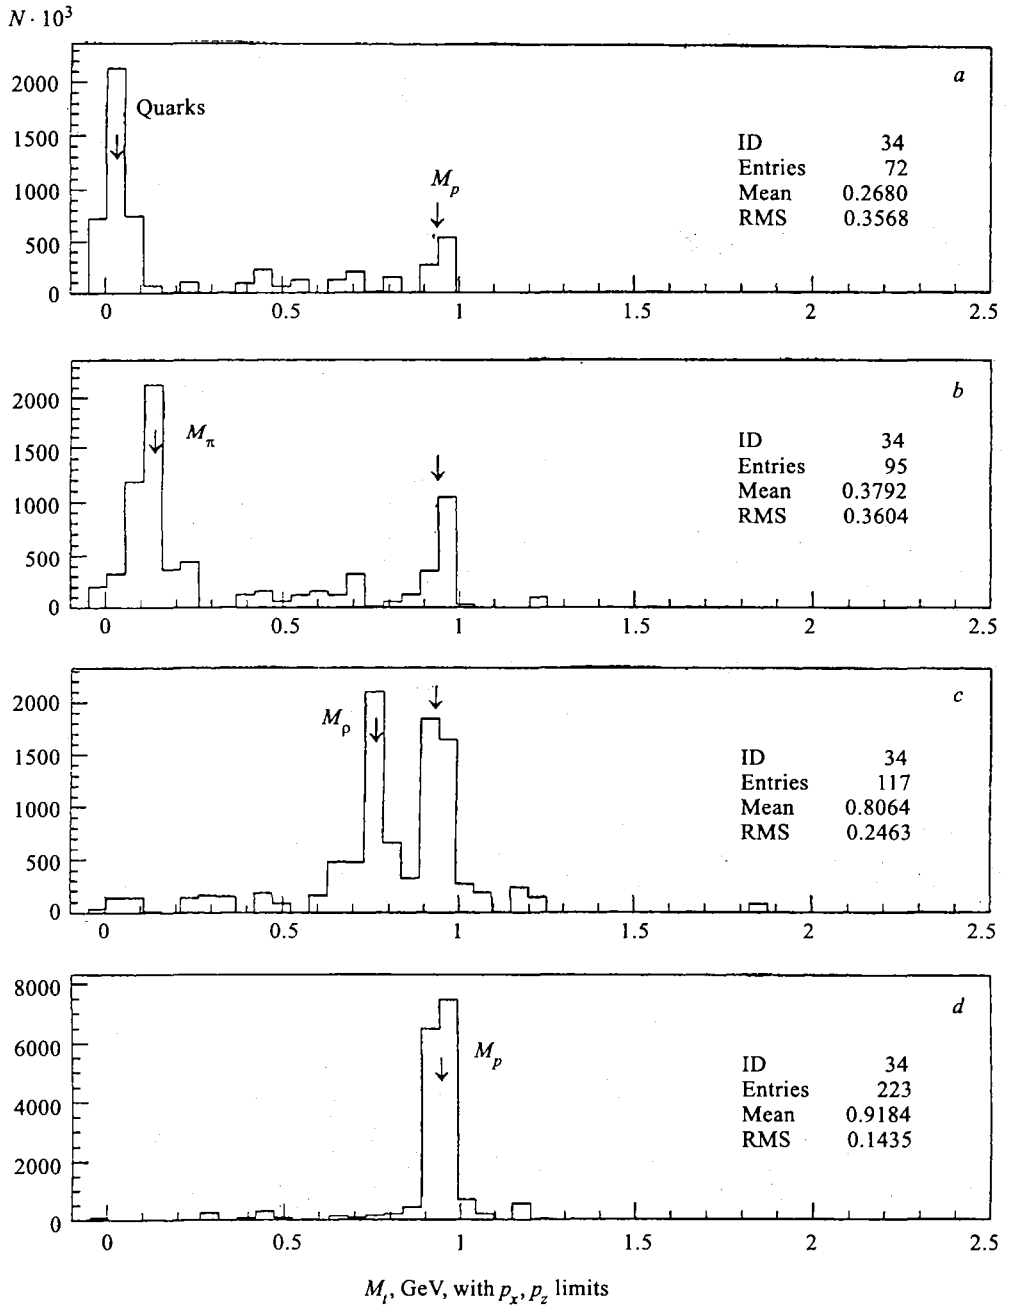 N · 10³
a
2000
1500
1000
500
0
Quarks
M_p
ID 34
Entries 72
Mean 0.2680
RMS 0.3568
0 0.5 1 1.5 2 2.5
b
2000
1500
1000
500
0
M_π
ID 34
Entries 95
Mean 0.3792
RMS 0.3604
0 0.5 1 1.5 2 2.5
c
2000
1500
1000
500
0
M_ρ
ID 34
Entries 117
Mean 0.8064
RMS 0.2463
0 0.5 1 1.5 2 2.5
d
8000
6000
4000
2000
0
M_p
ID 34
Entries 223
Mean 0.9184
RMS 0.1435
0 0.5 1 1.5 2 2.5
M_t, GeV, with p_x, p_z limits